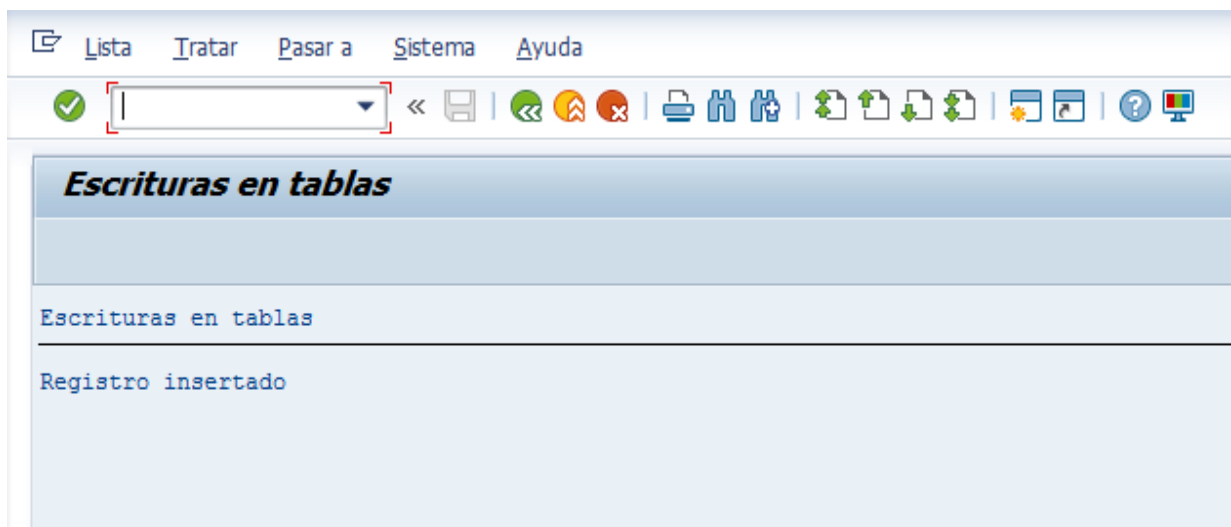 Lista Tratar Pasar a Sistema Ayuda
Escrituras en tablas
Escrituras en tablas
Registro insertado